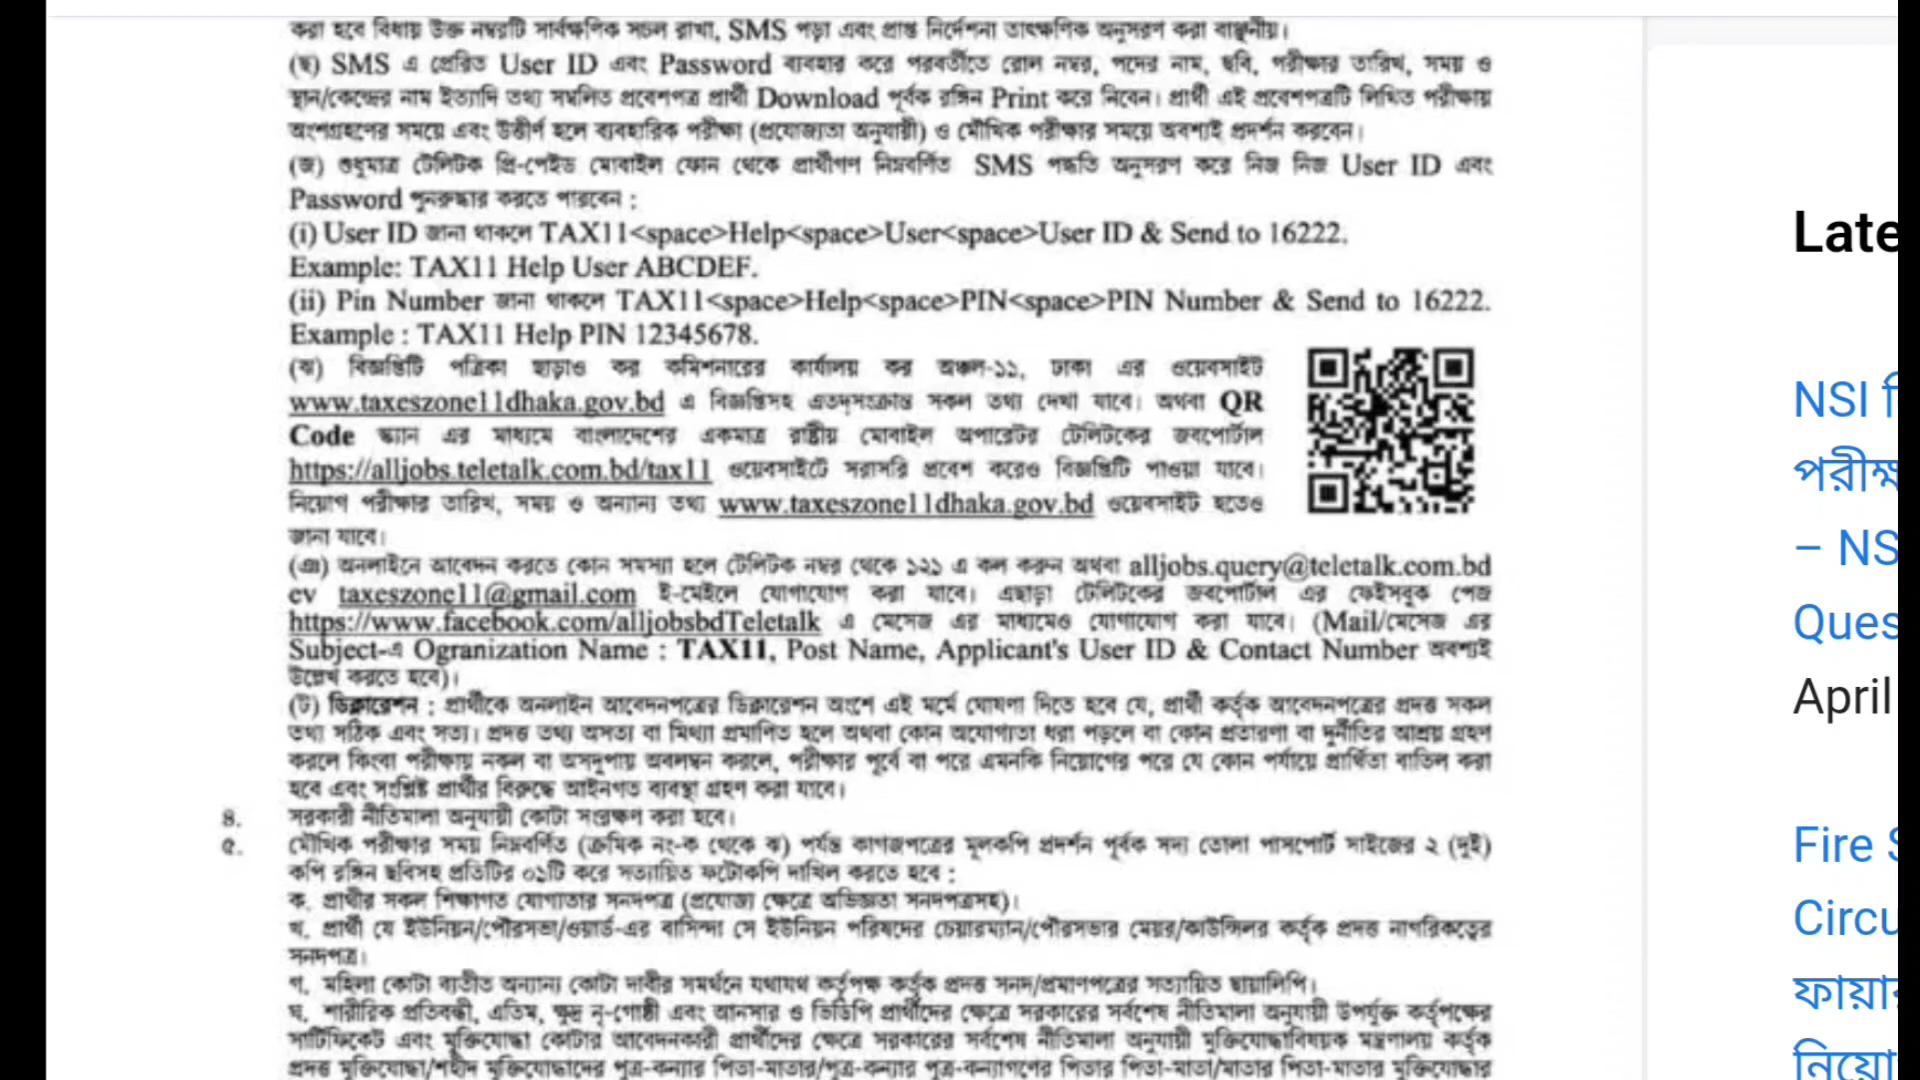 করা হবে বিধায় উক্ত নম্বরটি সার্বক্ষণিক সচল রাখা, SMS পড়া এবং প্রাপ্ত নির্দেশনা তাৎক্ষণিক অনুসরণ করা বাঞ্ছনীয়।
(ছ) SMS এ প্রেরিত User ID এবং Password ব্যবহার করে পরবর্তীতে রোল নম্বর, পদের নাম, ছবি, পরীক্ষার তারিখ, সময় ও
স্থান/কেন্দ্রের নাম ইত্যাদি তথ্য সম্বলিত প্রবেশপত্র প্রার্থী Download পূর্বক রঙ্গিন Print করে নিবেন। প্রার্থী এই প্রবেশপত্রটি লিখিত পরীক্ষায়
অংশগ্রহণের সময়ে এবং উত্তীর্ণ হলে ব্যবহারিক পরীক্ষা (প্রযোজ্যতা অনুযায়ী) ও মৌখিক পরীক্ষার সময়ে অবশ্যই প্রদর্শন করবেন।
(জ) শুধুমাত্র টেলিটক প্রি-পেইড মোবাইল ফোন থেকে প্রার্থীগণ নিম্নবর্ণিত SMS পদ্ধতি অনুসরণ করে নিজ নিজ User ID এবং
Password পুনরুদ্ধার করতে পারবেন :
(i) User ID জানা থাকলে TAX11<space>Help<space>User<space>User ID & Send to 16222.
Example: TAX11 Help User ABCDEF.
(ii) Pin Number জানা থাকলে TAX11<space>Help<space>PIN<space>PIN Number & Send to 16222.
Example : TAX11 Help PIN 12345678.
(ঝ) বিজ্ঞপ্তিটি পত্রিকা ছাড়াও কর কমিশনারের কার্যালয় কর অঞ্চল-১১, ঢাকা এর ওয়েবসাইট
www.taxeszone11dhaka.gov.bd এ বিজ্ঞপ্তিসহ এতদ্‌সংক্রান্ত সকল তথ্য দেখা যাবে। অথবা QR
Code স্ক্যান এর মাধ্যমে বাংলাদেশের একমাত্র রাষ্ট্রীয় মোবাইল অপারেটর টেলিটকের জবপোর্টাল
https://alljobs.teletalk.com.bd/tax11 ওয়েবসাইটে সরাসরি প্রবেশ করেও বিজ্ঞপ্তিটি পাওয়া যাবে।
নিয়োগ পরীক্ষার তারিখ, সময় ও অন্যান্য তথ্য www.taxeszone11dhaka.gov.bd ওয়েবসাইট হতেও
জানা যাবে।
(ঞ) অনলাইনে আবেদন করতে কোন সমস্যা হলে টেলিটক নম্বর থেকে ১২১ এ কল করুন অথবা alljobs.query@teletalk.com.bd
ev taxeszone11@gmail.com ই-মেইলে যোগাযোগ করা যাবে। এছাড়া টেলিটকের জবপোর্টাল এর ফেইসবুক পেজ
https://www.facebook.com/alljobsbdTeletalk এ মেসেজ এর মাধ্যমেও যোগাযোগ করা যাবে। (Mail/মেসেজ এর
Subject-এ Ogranization Name : TAX11, Post Name, Applicant's User ID & Contact Number অবশ্যই
উল্লেখ করতে হবে)।
(ট) ডিক্লারেশন : প্রার্থীকে অনলাইন আবেদনপত্রের ডিক্লারেশন অংশে এই মর্মে ঘোষণা দিতে হবে যে, প্রার্থী কর্তৃক আবেদনপত্রের প্রদত্ত সকল
তথ্য সঠিক এবং সত্য। প্রদত্ত তথ্য অসত্য বা মিথ্যা প্রমাণিত হলে অথবা কোন অযোগ্যতা ধরা পড়লে বা কোন প্রতারণা বা দুর্নীতির আশ্রয় গ্রহণ
করলে কিংবা পরীক্ষায় নকল বা অসদুপায় অবলম্বন করলে, পরীক্ষার পূর্বে বা পরে এমনকি নিয়োগের পরে যে কোন পর্যায়ে প্রার্থিতা বাতিল করা
হবে এবং সংশ্লিষ্ট প্রার্থীর বিরুদ্ধে আইনগত ব্যবস্থা গ্রহণ করা যাবে।
৪. সরকারী নীতিমালা অনুযায়ী কোটা সংরক্ষণ করা হবে।
৫. মৌখিক পরীক্ষার সময় নিম্নবর্ণিত (ক্রমিক নং-ক থেকে ঝ) পর্যন্ত কাগজপত্রের মূলকপি প্রদর্শন পূর্বক সদ্য তোলা পাসপোর্ট সাইজের ২ (দুই)
কপি রঙ্গিন ছবিসহ প্রতিটির ০১টি করে সত্যায়িত ফটোকপি দাখিল করতে হবে :
ক. প্রার্থীর সকল শিক্ষাগত যোগ্যতার সনদপত্র (প্রযোজ্য ক্ষেত্রে অভিজ্ঞতা সনদপত্রসহ)।
খ. প্রার্থী যে ইউনিয়ন/পৌরসভা/ওয়ার্ড-এর বাসিন্দা সে ইউনিয়ন পরিষদের চেয়ারম্যান/পৌরসভার মেয়র/কাউন্সিলর কর্তৃক প্রদত্ত নাগরিকত্বের
সনদপত্র।
গ. মহিলা কোটা ব্যতীত অন্যান্য কোটা দাবীর সমর্থনে যথাযথ কর্তৃপক্ষ কর্তৃক প্রদত্ত সনদ/প্রমাণপত্রের সত্যায়িত ছায়ালিপি।
ঘ. শারীরিক প্রতিবন্ধী, এতিম, ক্ষুদ্র নৃ-গোষ্ঠী এবং আনসার ও ভিডিপি প্রার্থীদের ক্ষেত্রে সরকারের সর্বশেষ নীতিমালা অনুযায়ী উপর্যুক্ত কর্তৃপক্ষের
সার্টিফিকেট এবং মুক্তিযোদ্ধা কোটার আবেদনকারী প্রার্থীদের ক্ষেত্রে সরকারের সর্বশেষ নীতিমালা অনুযায়ী মুক্তিযোদ্ধাবিষয়ক মন্ত্রণালয় কর্তৃক
প্রদত্ত মুক্তিযোদ্ধা/শহীদ মুক্তিযোদ্ধাদের পুত্র-কন্যার পিতা-মাতার/পুত্র-কন্যার পুত্র-কন্যাগণের পিতার পিতা-মাতা/মাতার পিতা-মাতার মুক্তিযোদ্ধার
Late
NSI
পরীক্ষ
– NS
Ques
April
Fire S
Circu
ফায়ার
নিয়ো